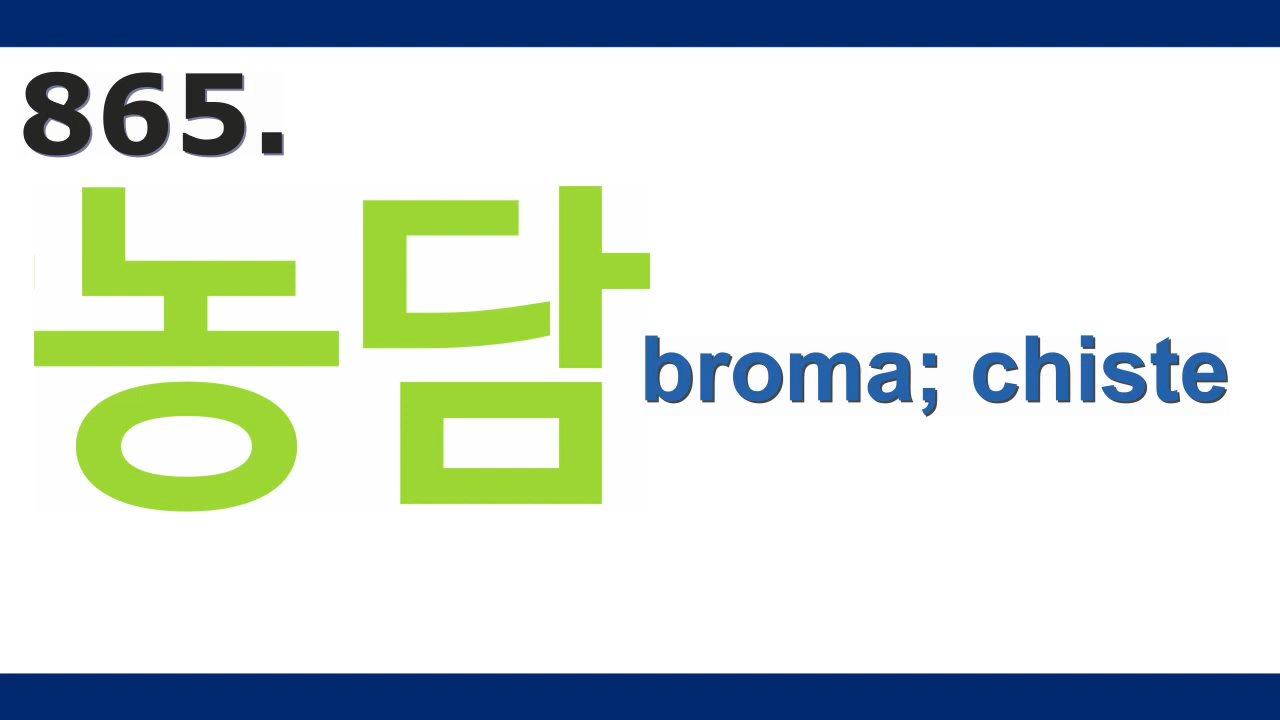 865.
농담
broma; chiste